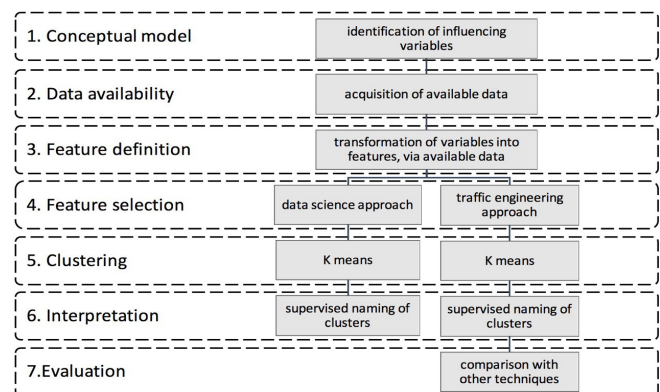 1. Conceptual model
identification of influencing
variables
2. Data availability
acquisition of available data
3. Feature definition
transformation of variables into
features, via available data
4. Feature selection
data science approach
traffic engineering
approach
5. Clustering
K means
K means
6. Interpretation
supervised naming of
clusters
supervised naming of
clusters
7.Evaluation
comparison with
other techniques